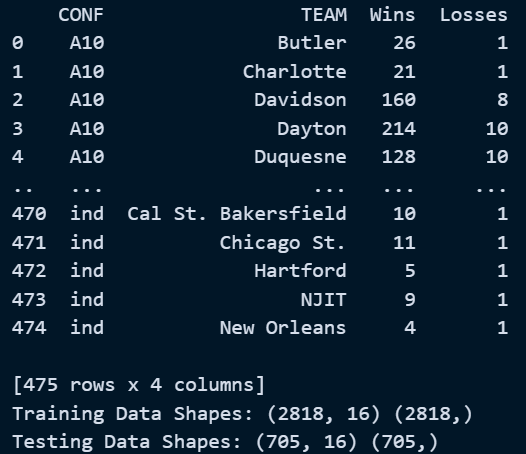 CONF TEAM Wins Losses
0 A10 Butler 26 1
1 A10 Charlotte 21 1
2 A10 Davidson 160 8
3 A10 Dayton 214 10
4 A10 Duquesne 128 10
.. ... ... ... ...
470 ind Cal St. Bakersfield 10 1
471 ind Chicago St. 11 1
472 ind Hartford 5 1
473 ind NJIT 9 1
474 ind New Orleans 4 1
[475 rows x 4 columns]
Training Data Shapes: (2818, 16) (2818,)
Testing Data Shapes: (705, 16) (705,)